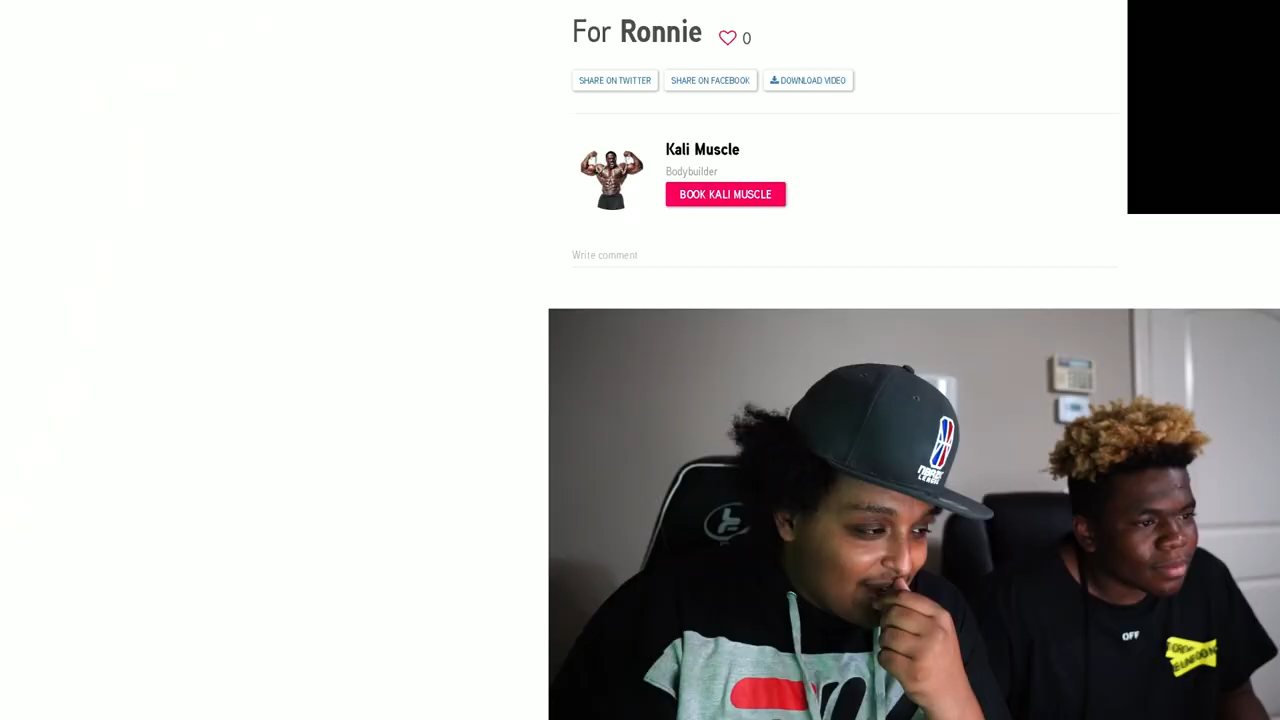 For Ronnie 0
SHARE ON TWITTER SHARE ON FACEBOOK DOWNLOAD VIDEO
Kali Muscle
Bodybuilder
BOOK KALI MUSCLE
Write comment
LEAGUE
OFF